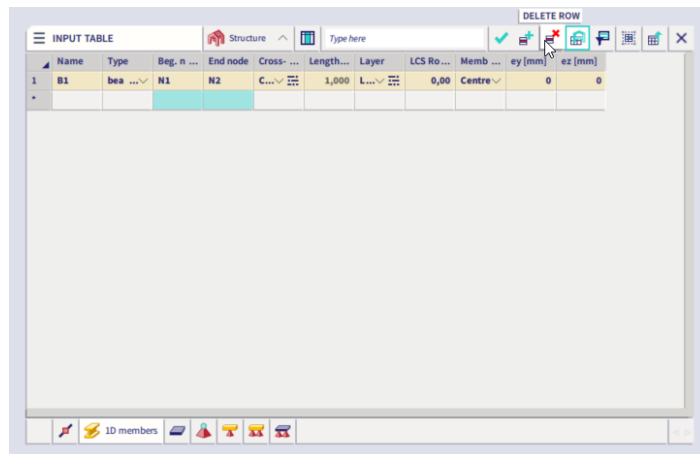 DELETE ROW
INPUT TABLE Structure Type here
Name Type Beg. n ... End node Cross- ... Length... Layer LCS Ro... Memb ... ey [mm] ez [mm]
1 B1 bea ... N1 N2 C... 1,000 L... 0,00 Centre 0 0
*
1D members